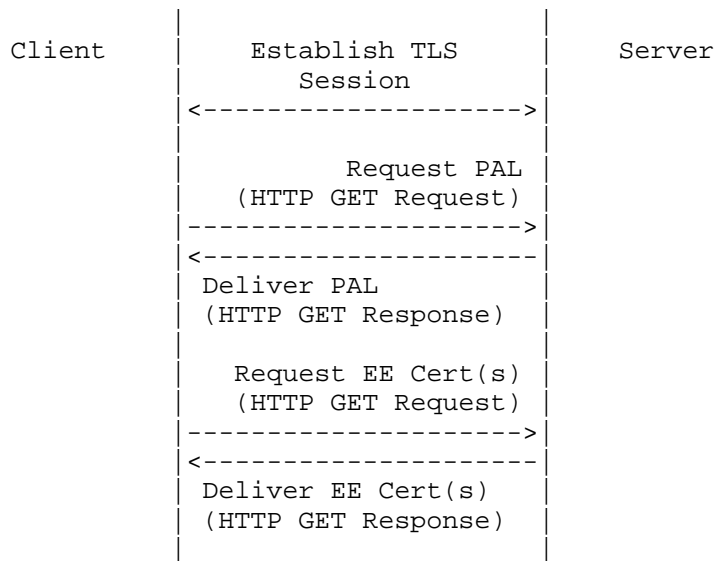 Client Establish TLS Server
Session
<--------------------->
Request PAL
(HTTP GET Request)
--------------------->
<---------------------
Deliver PAL
(HTTP GET Response)
Request EE Cert(s)
(HTTP GET Request)
--------------------->
<---------------------
Deliver EE Cert(s)
(HTTP GET Response)